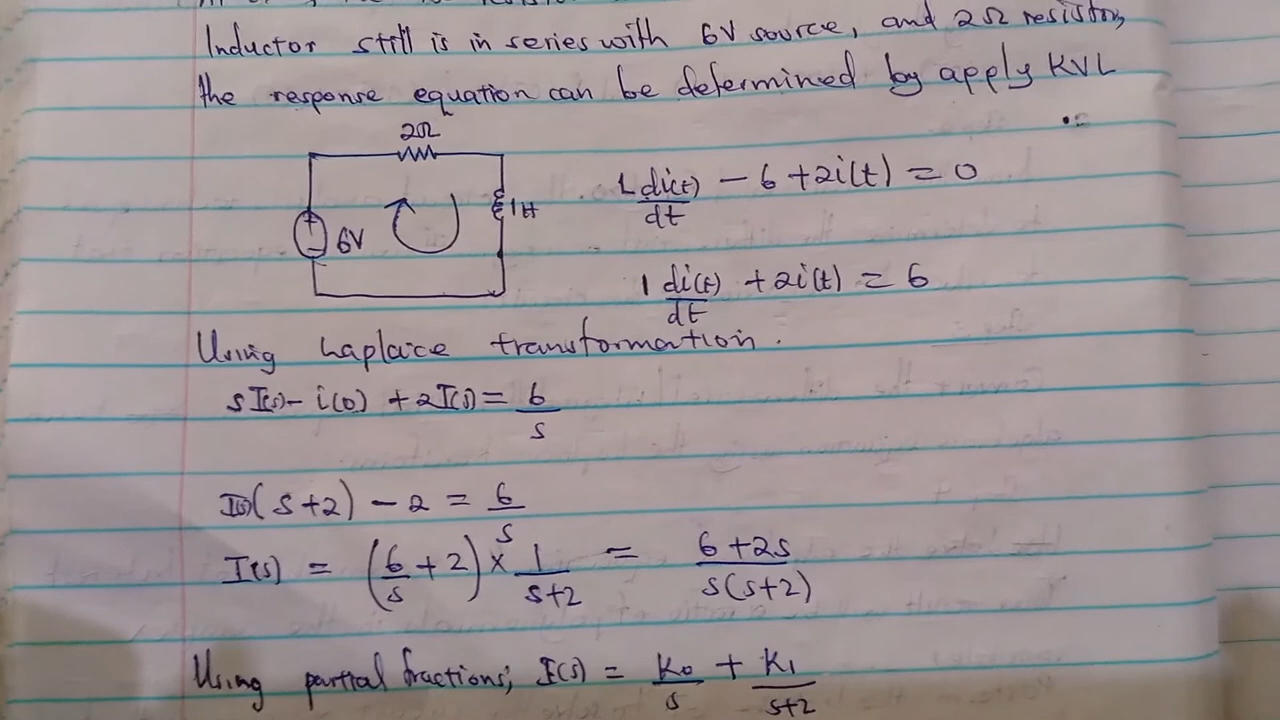 Inductor still is in series with 6V source, and 2Ω resistor,
the response equation can be determined by apply KVL
2Ω
1 di(t)/dt - 6 + 2i(t) = 0
6V
1H
1 di(t)/dt + 2i(t) = 6
Using Laplaice transformation.
sI(s) - i(0) + 2I(s) = 6/s
I(s)(s+2) - 2 = 6/s
I(s) = (6/s + 2) × 1/(s+2) = (6+2s)/(s(s+2))
Using partial fractions; I(s) = K₀/s + K₁/(s+2)